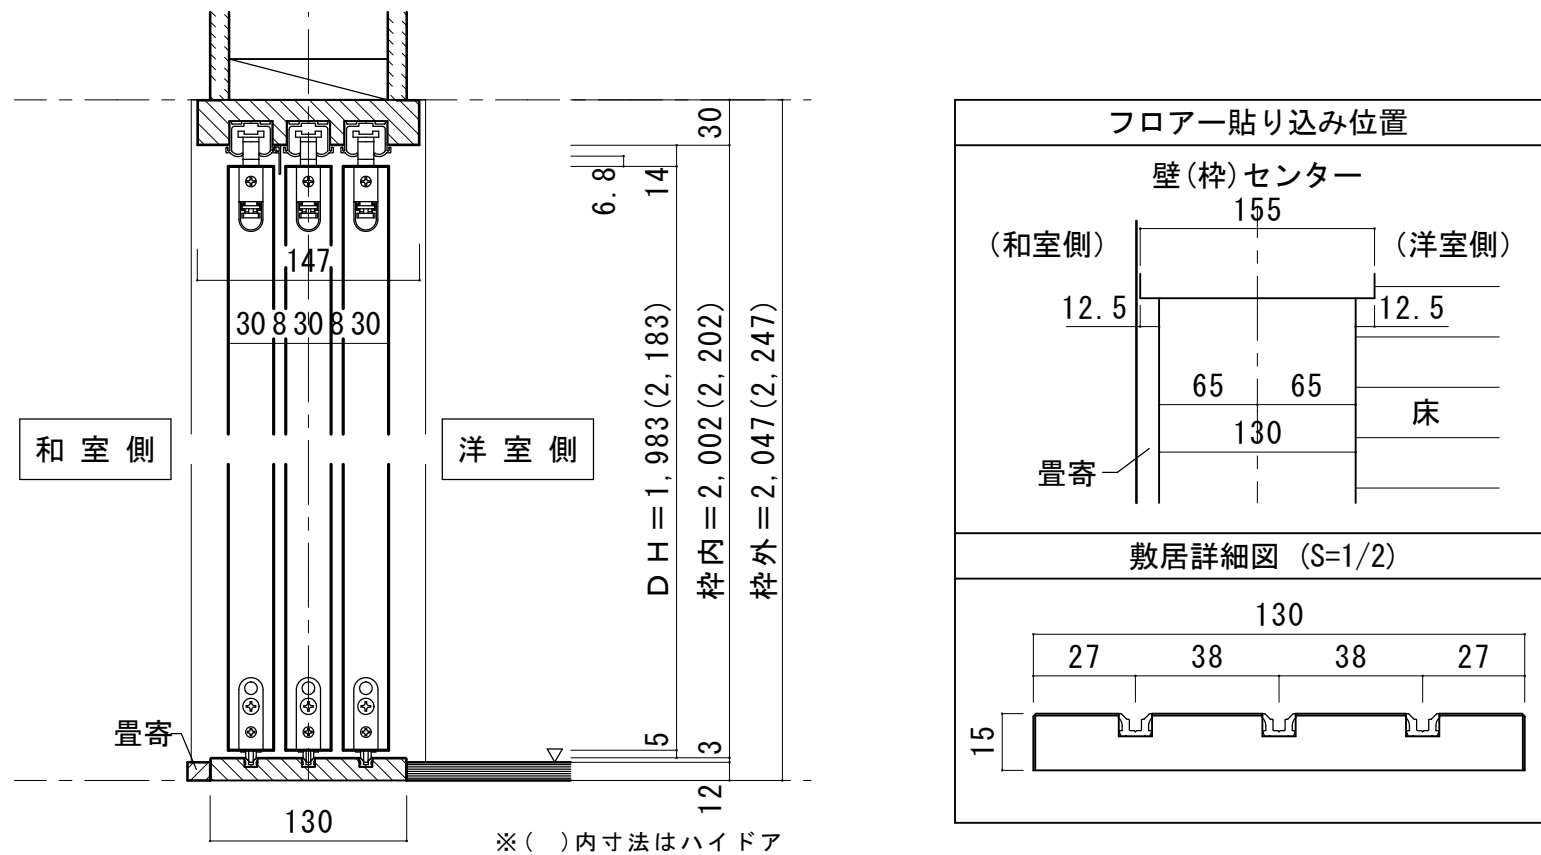 30
6.8
14
147
30 8 30 8 30
DH=1,983(2,183)
枠内=2,002(2,202)
枠外=2,047(2,247)
和室側
洋室側
畳寄
5
3
12
130
※( )内寸法はハイドア
フロアー貼り込み位置
壁(枠)センター
155
(和室側)
(洋室側)
12.5
12.5
65
65
130
床
畳寄
敷居詳細図 (S=1/2)
130
27
38
38
27
15